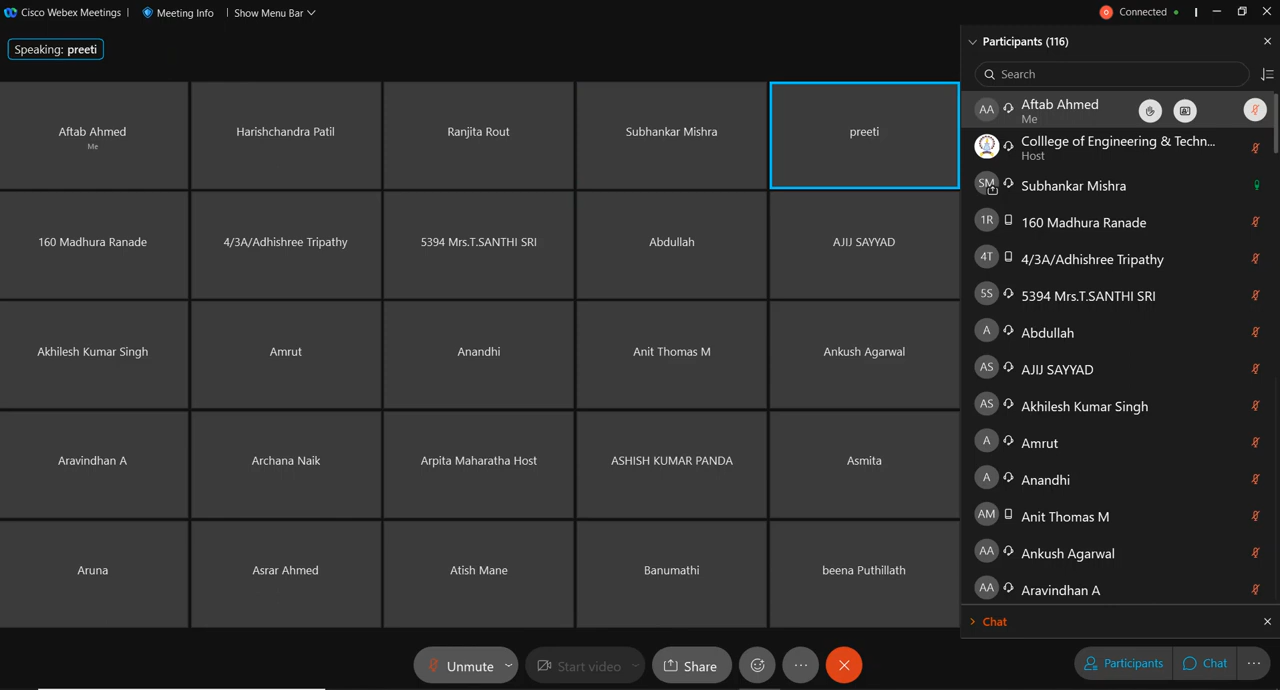 Cisco Webex Meetings | Meeting Info | Show Menu Bar
Connected
Speaking: preeti
Aftab Ahmed
Me
Harishchandra Patil
Ranjita Rout
Subhankar Mishra
preeti
160 Madhura Ranade
4/3A/Adhishree Tripathy
5394 Mrs.T.SANTHI SRI
Abdullah
AJIJ SAYYAD
Akhilesh Kumar Singh
Amrut
Anandhi
Anit Thomas M
Ankush Agarwal
Aravindhan A
Archana Naik
Arpita Maharatha Host
ASHISH KUMAR PANDA
Asmita
Aruna
Asrar Ahmed
Atish Mane
Banumathi
beena Puthillath
Participants (116)
Search
AA Aftab Ahmed
Me
Colllege of Engineering & Techn...
Host
SM Subhankar Mishra
1R 160 Madhura Ranade
4T 4/3A/Adhishree Tripathy
5S 5394 Mrs.T.SANTHI SRI
A Abdullah
AS AJIJ SAYYAD
AS Akhilesh Kumar Singh
A Amrut
A Anandhi
AM Anit Thomas M
AA Ankush Agarwal
AA Aravindhan A
Chat
Unmute
Start video
Share
Participants
Chat